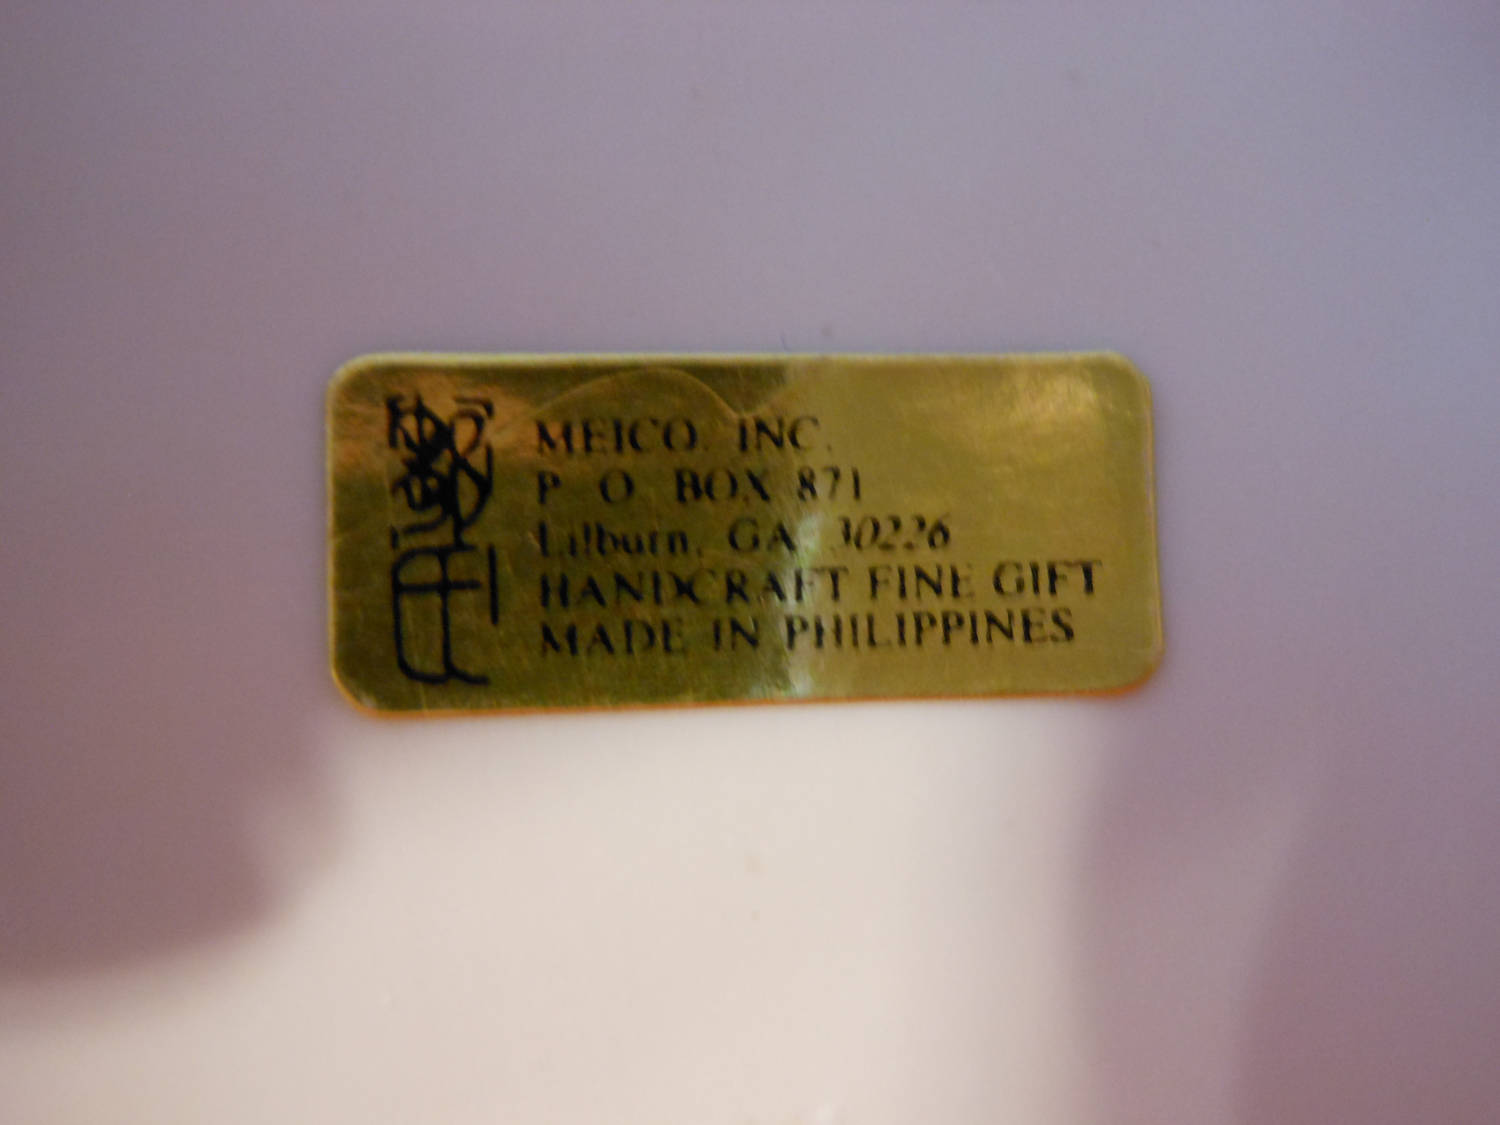 MEICO. INC.
P O BOX 871
Lilburn, GA 30226
HANDCRAFT FINE GIFT
MADE IN PHILIPPINES